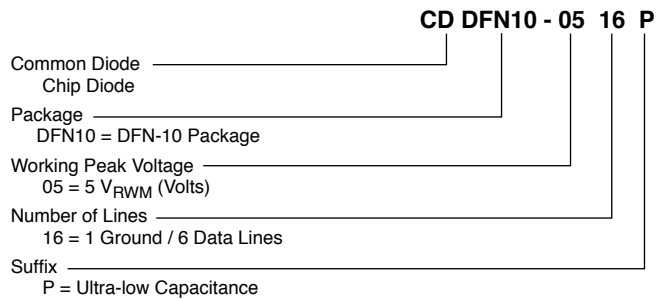 CD DFN10 - 05 16 P
Common Diode
Chip Diode
Package
DFN10 = DFN-10 Package
Working Peak Voltage
05 = 5 VRWM (Volts)
Number of Lines
16 = 1 Ground / 6 Data Lines
Suffix
P = Ultra-low Capacitance